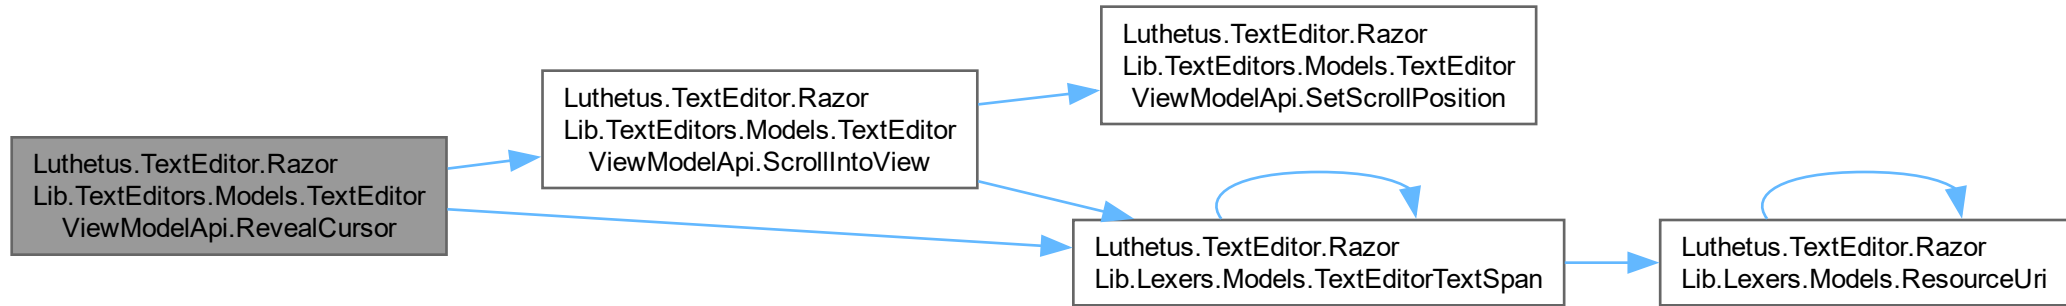 Luthetus.TextEditor.Razor
Lib.TextEditors.Models.TextEditor
ViewModelApi.RevealCursor
Luthetus.TextEditor.Razor
Lib.TextEditors.Models.TextEditor
ViewModelApi.ScrollIntoView
Luthetus.TextEditor.Razor
Lib.TextEditors.Models.TextEditor
ViewModelApi.SetScrollPosition
Luthetus.TextEditor.Razor
Lib.Lexers.Models.TextEditorTextSpan
Luthetus.TextEditor.Razor
Lib.Lexers.Models.ResourceUri